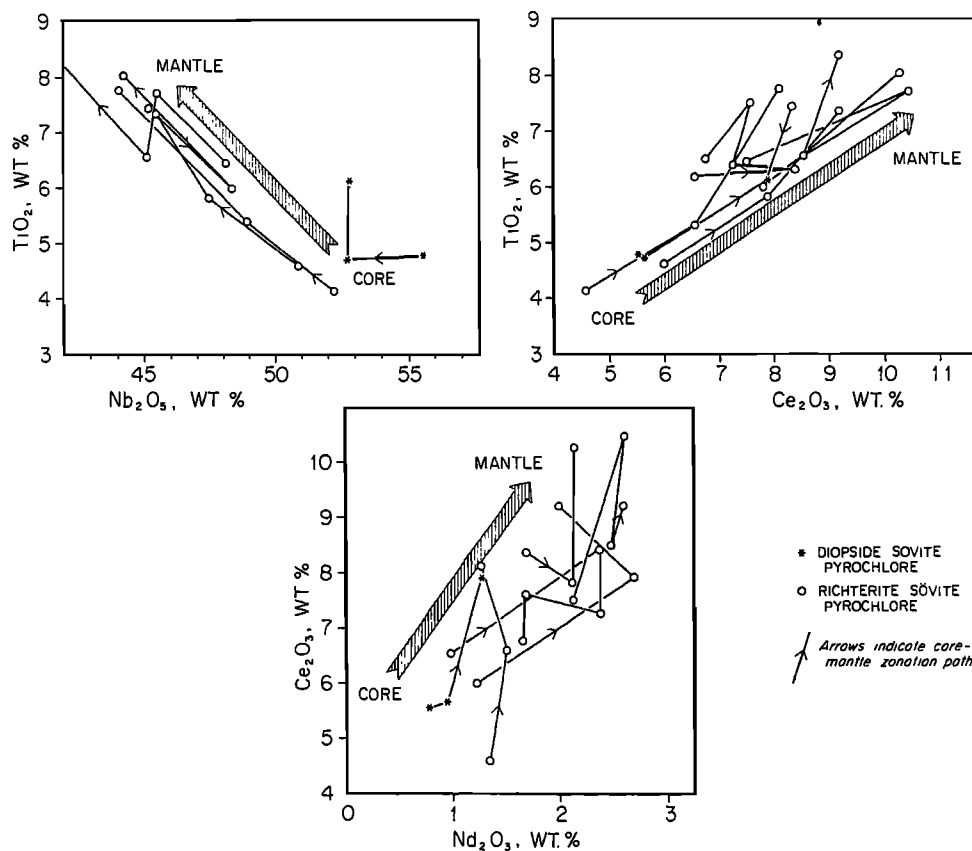 9
8
7
6
5
4
3
TiO2, WT %
MANTLE
CORE
45 50 55
Nb2O5, WT %
9
8
7
6
5
4
3
TiO2, WT %
MANTLE
CORE
4 5 6 7 8 9 10 11
Ce2O3, WT. %
10
9
8
7
6
5
4
Ce2O3, WT %
MANTLE
CORE
0 1 2 3
Nd2O3, WT. %
* DIOPSIDE SOVITE
PYROCHLORE
o RICHTERITE SÖVITE
PYROCHLORE
Arrows indicate core-
mantle zonation path